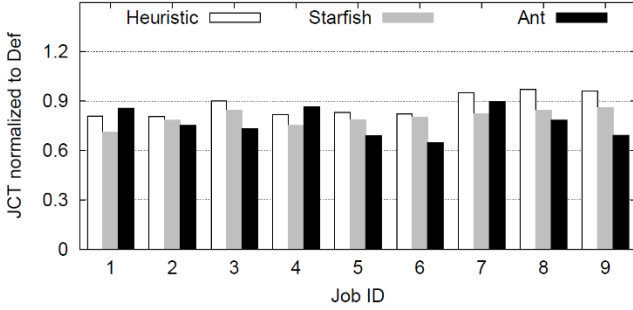 Heuristic Starfish Ant
JCT normalized to Def
1.2
0.9
0.6
0.3
0
1 2 3 4 5 6 7 8 9
Job ID